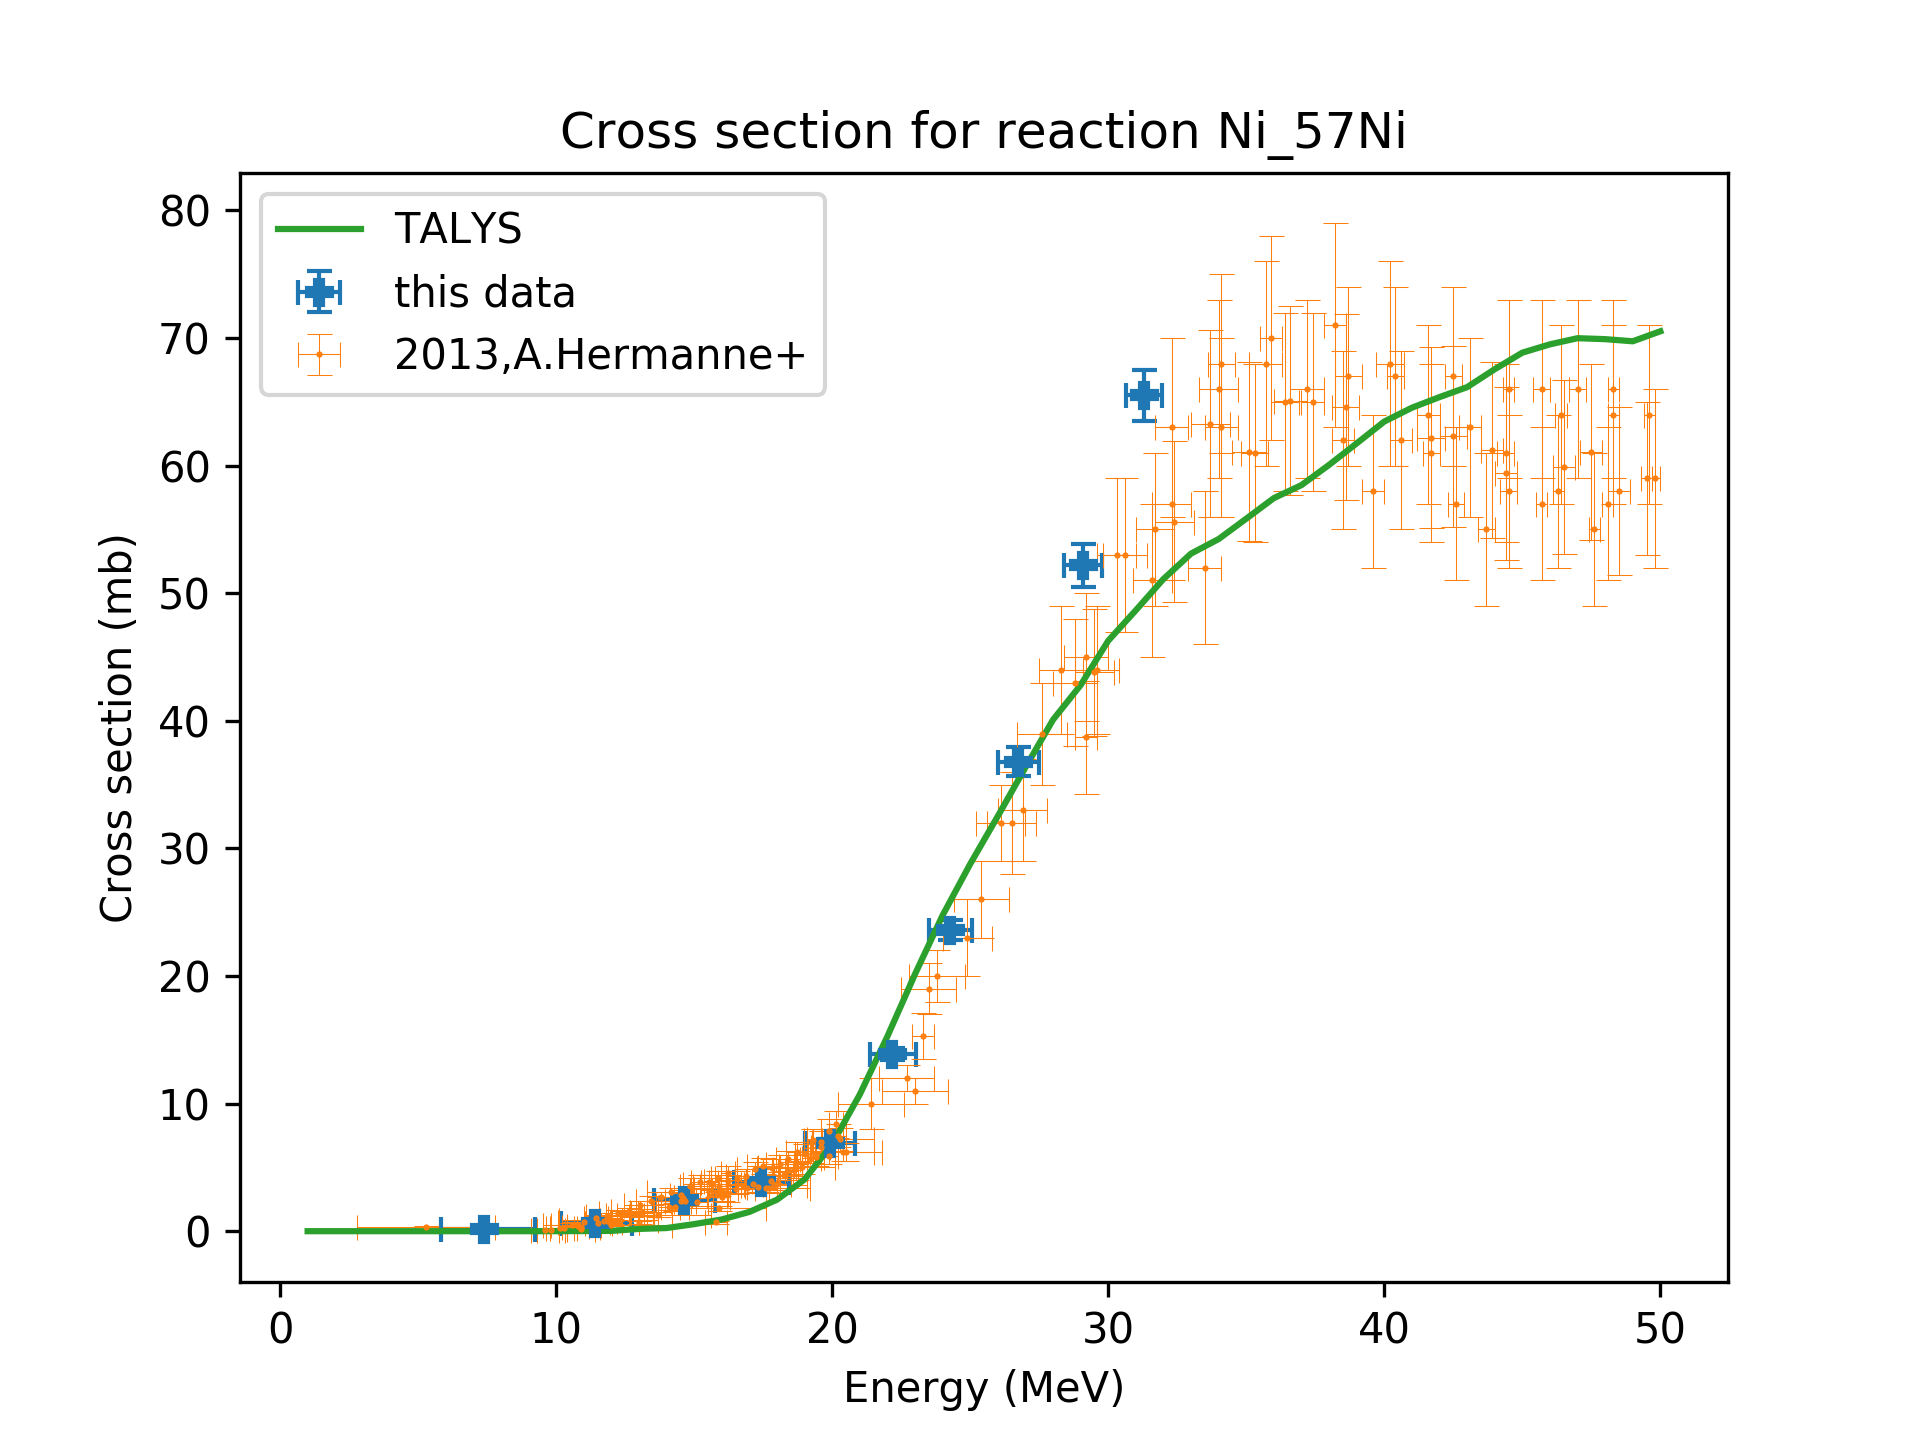 Cross section for reaction Ni_57Ni
TALYS
this data
2013,A.Hermanne+
Cross section (mb)
80
70
60
50
40
30
20
10
0
0 10 20 30 40 50
Energy (MeV)